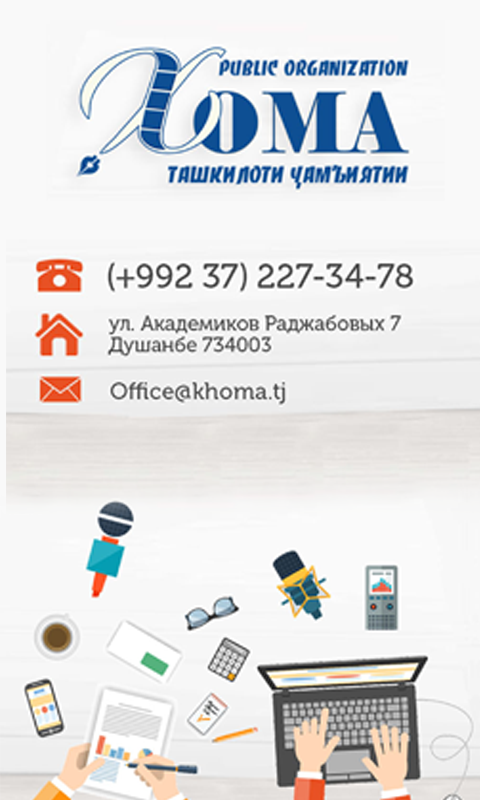 PUBLIC ORGANIZATION
ХОМА
ТАШКИЛОТИ ҶАМЪИЯТИИ
(+992 37) 227-34-78
ул. Академиков Раджабовых 7
Душанбе 734003
Office@khoma.tj